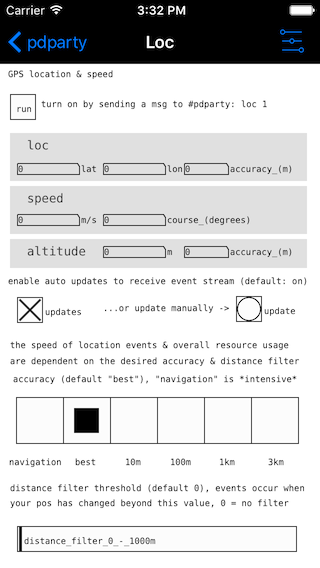 Carrier 3:32 PM
pdparty Loc
GPS location & speed
run turn on by sending a msg to #pdparty: loc 1
loc
0 lat 0 lon 0 accuracy_(m)
speed
0 m/s 0 course_(degrees)
altitude 0 m 0 accuracy_(m)
enable auto updates to receive event stream (default: on)
updates ...or update manually -> update
the speed of location events & overall resource usage
are dependent on the desired accuracy & distance filter
accuracy (default "best"), "navigation" is *intensive*
navigation best 10m 100m 1km 3km
distance filter threshold (default 0), events occur when
your pos has changed beyond this value, 0 = no filter
distance_filter_0_-_1000m